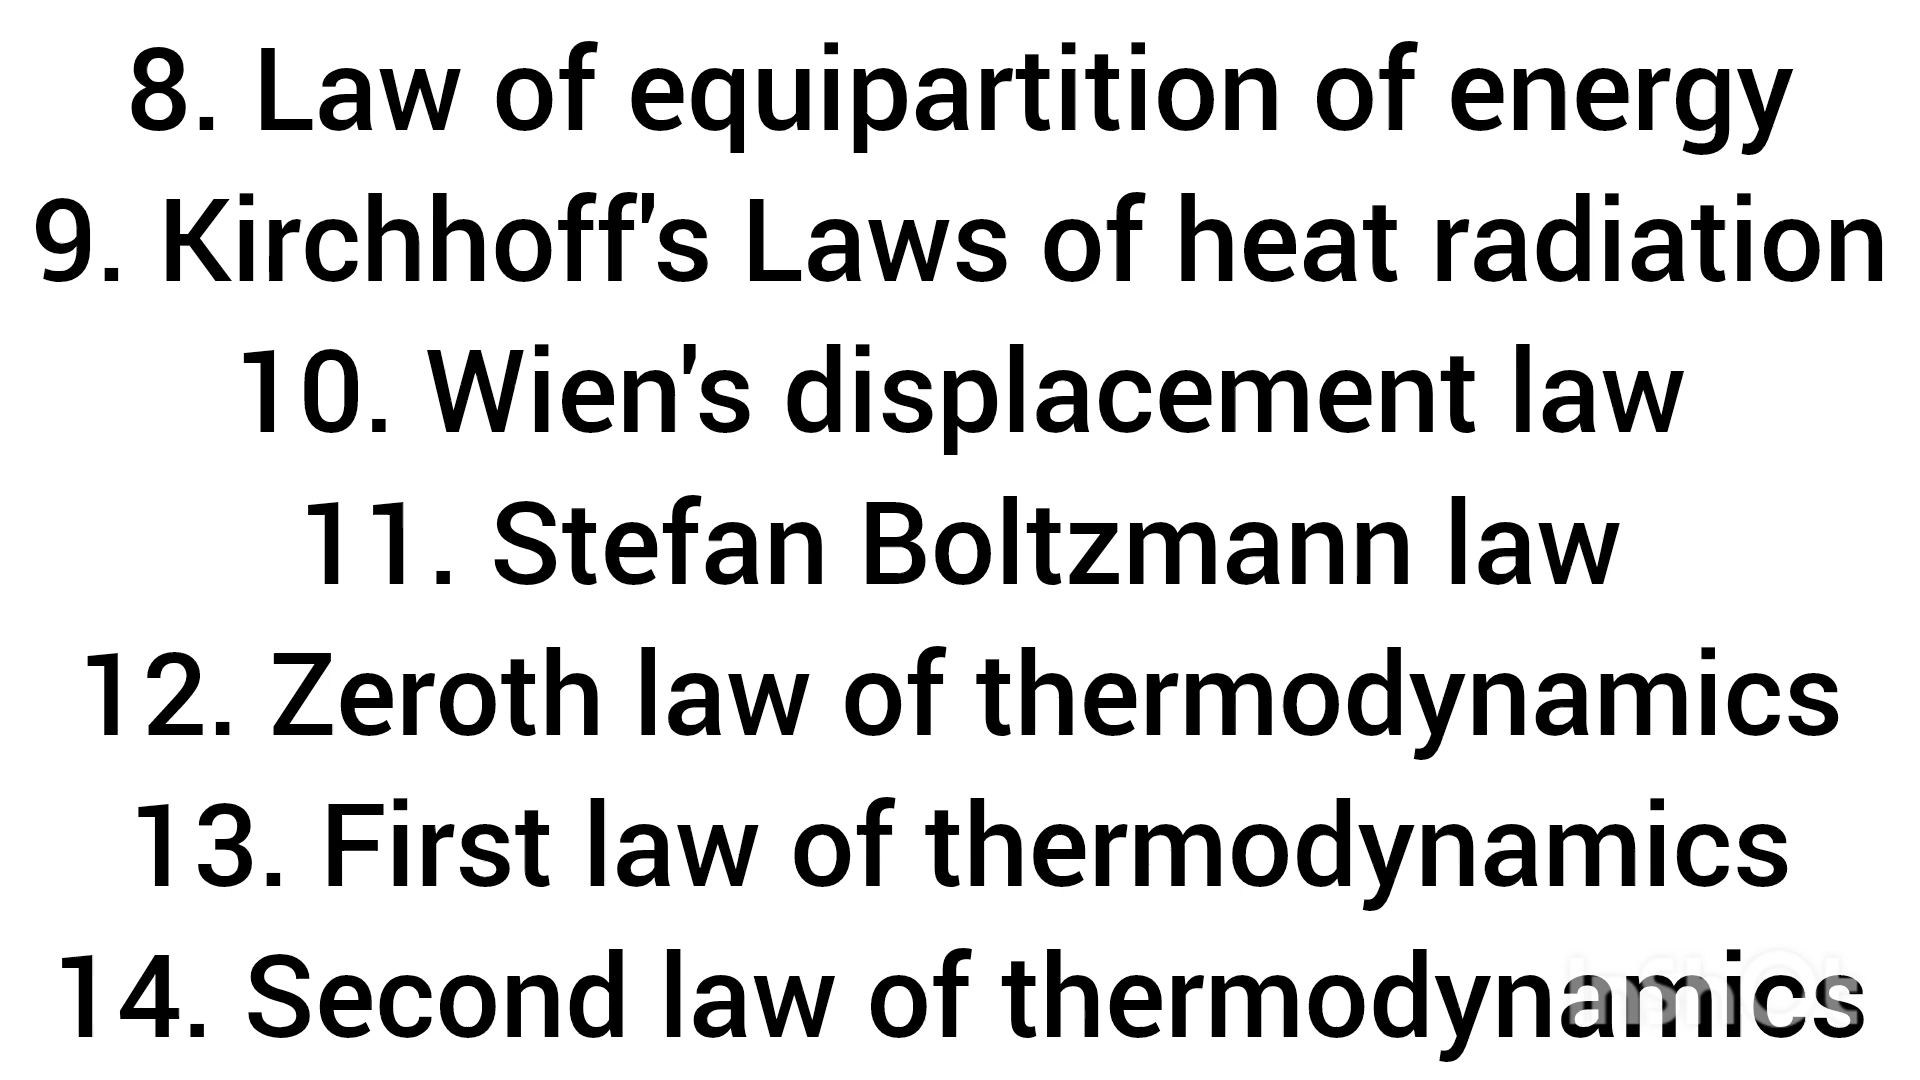 8. Law of equipartition of energy
9. Kirchhoff's Laws of heat radiation
10. Wien's displacement law
11. Stefan Boltzmann law
12. Zeroth law of thermodynamics
13. First law of thermodynamics
14. Second law of thermodynamics
InShOt